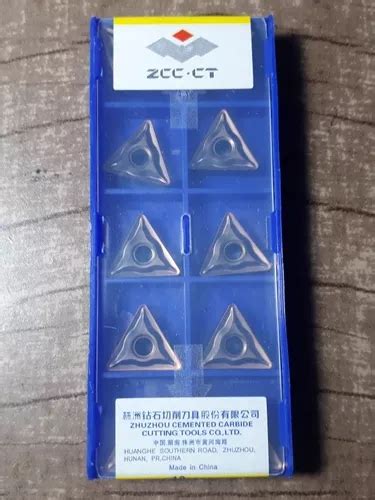 ZCC·CT
株洲钻石切削刀具股份有限公司
ZHUZHOU CEMENTED CARBIDE
CUTTING TOOLS CO.,LTD.
中国.湖南.株洲市黄河南路
HUANGHE SOUTHERN ROAD, ZHUZHOU,
HUNAN, PR.CHINA
Made in China